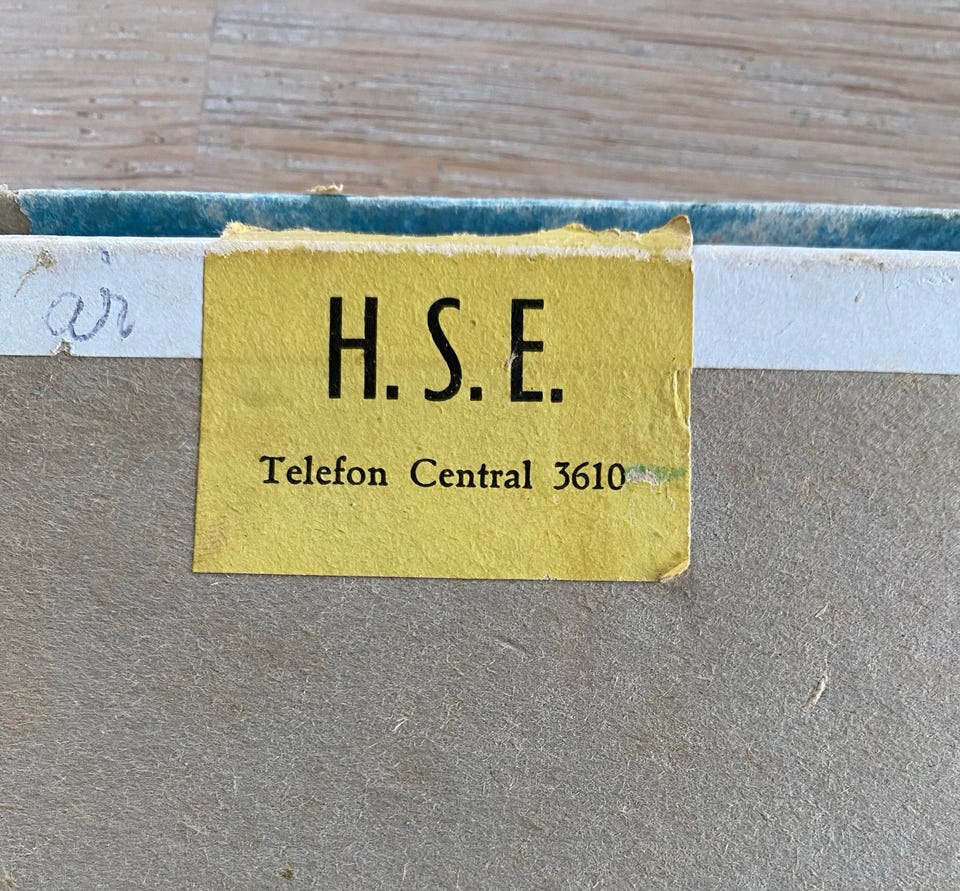 H. S. E.
Telefon Central 3610